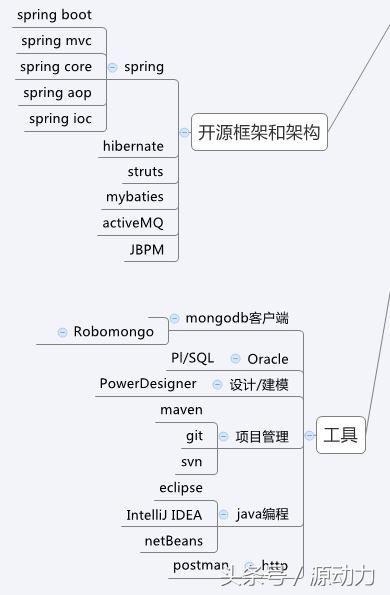 spring boot
spring mvc
spring core
spring aop
spring ioc
spring
hibernate
struts
mybaties
activeMQ
JBPM
开源框架和架构
mongodb客户端
Robomongo
Pl/SQL
Oracle
PowerDesigner
设计/建模
maven
git
svn
项目管理
eclipse
IntelliJ IDEA
netBeans
java编程
postman
http
工具
头条号 / 源动力